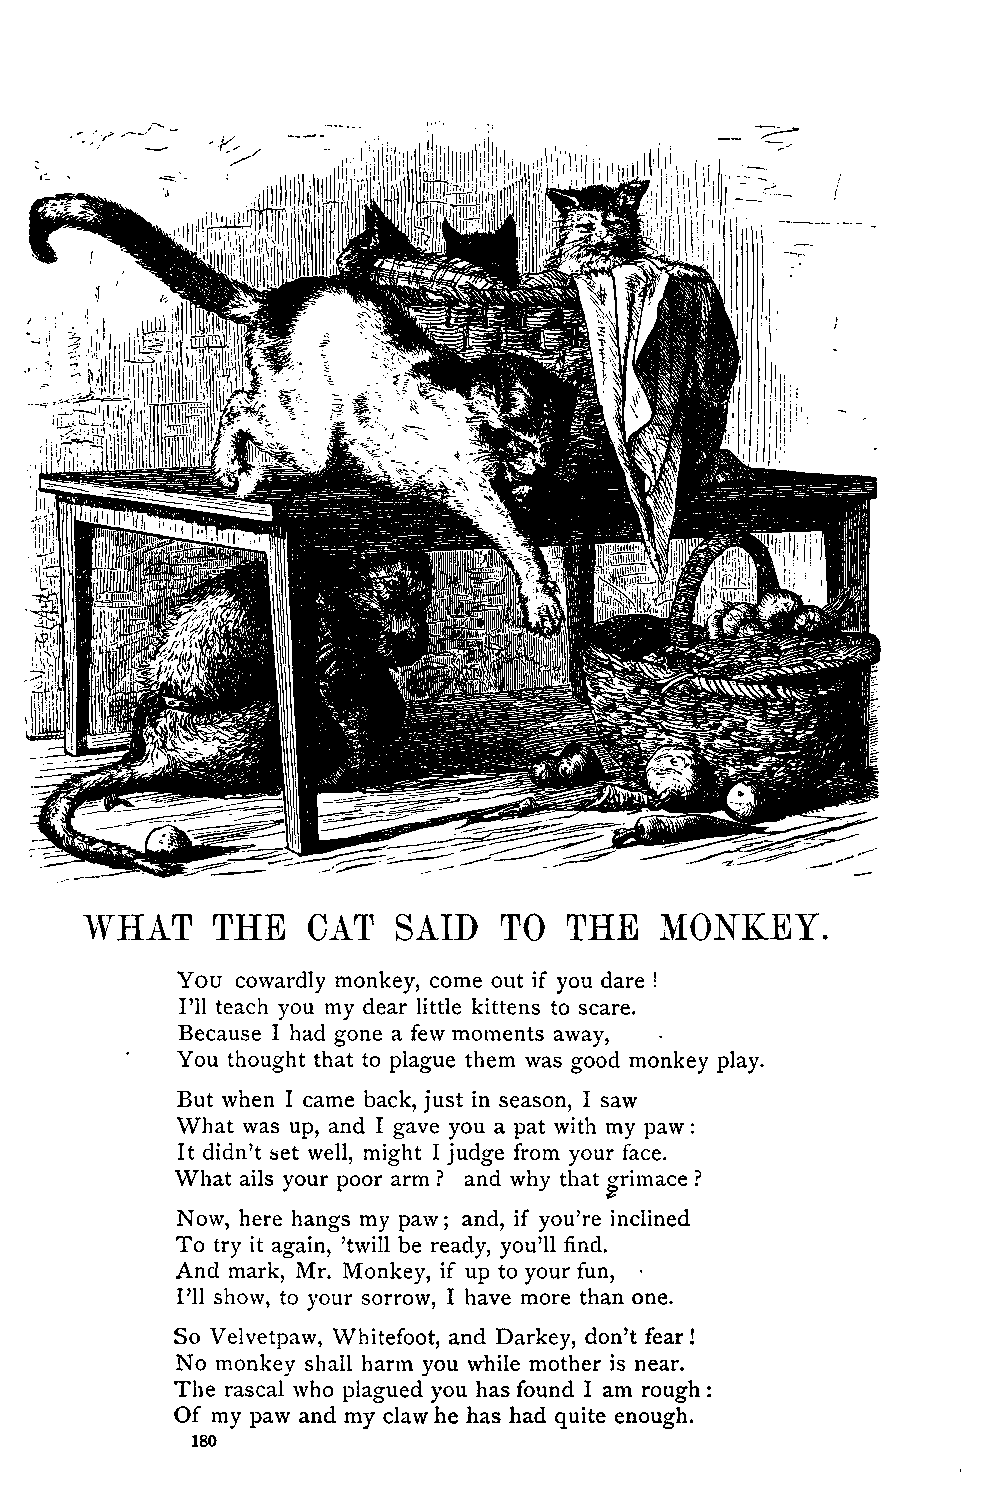 WHAT THE CAT SAID TO THE MONKEY.
YOU cowardly monkey, come out if you dare !
I'll teach you my dear little kittens to scare.
Because I had gone a few moments away,
You thought that to plague them was good monkey play.
But when I came back, just in season, I saw
What was up, and I gave you a pat with my paw :
It didn't set well, might I judge from your face.
What ails your poor arm ? and why that grimace ?
Now, here hangs my paw ; and, if you're inclined
To try it again, 'twill be ready, you'll find.
And mark, Mr. Monkey, if up to your fun,
I'll show, to your sorrow, I have more than one.
So Velvetpaw, Whitefoot, and Darkey, don't fear !
No monkey shall harm you while mother is near.
The rascal who plagued you has found I am rough :
Of my paw and my claw he has had quite enough.
180